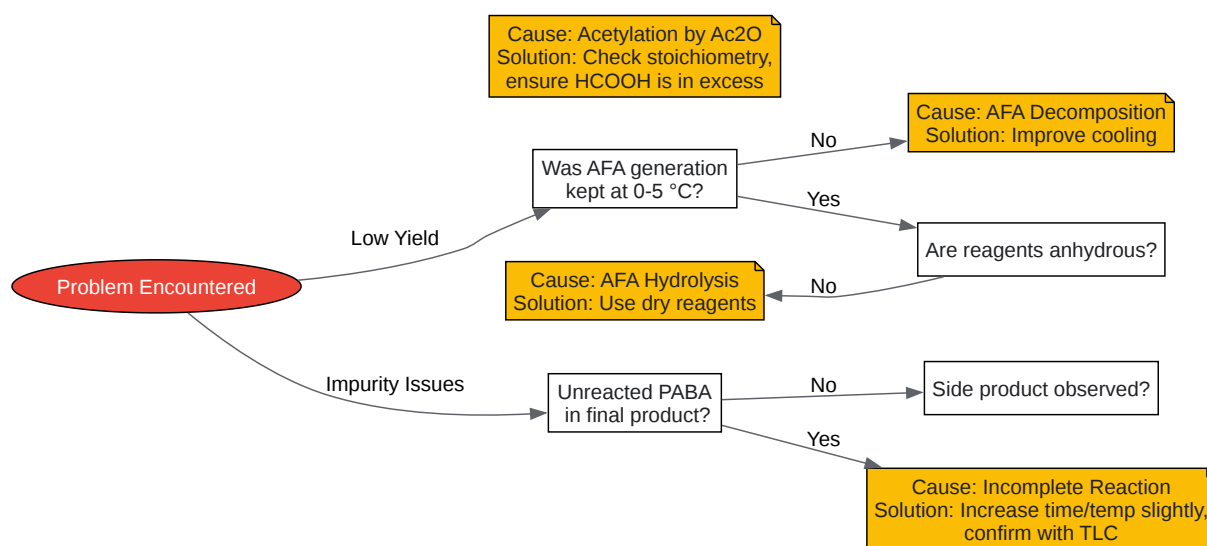 Cause: Acetylation by Ac2O
Solution: Check stoichiometry,
ensure HCOOH is in excess
Cause: AFA Decomposition
Solution: Improve cooling
No
Was AFA generation
kept at 0-5 °C?
Yes
Low Yield
Are reagents anhydrous?
Problem Encountered
Cause: AFA Hydrolysis
Solution: Use dry reagents
No
Impurity Issues
Unreacted PABA
in final product?
No
Side product observed?
Yes
Cause: Incomplete Reaction
Solution: Increase time/temp slightly,
confirm with TLC